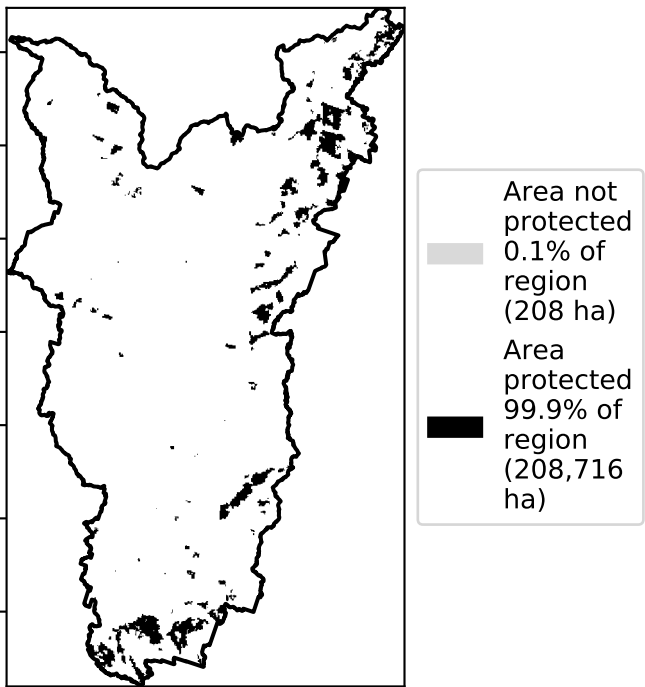 Area not
protected
0.1% of
region
(208 ha)
Area
protected
99.9% of
region
(208,716
ha)